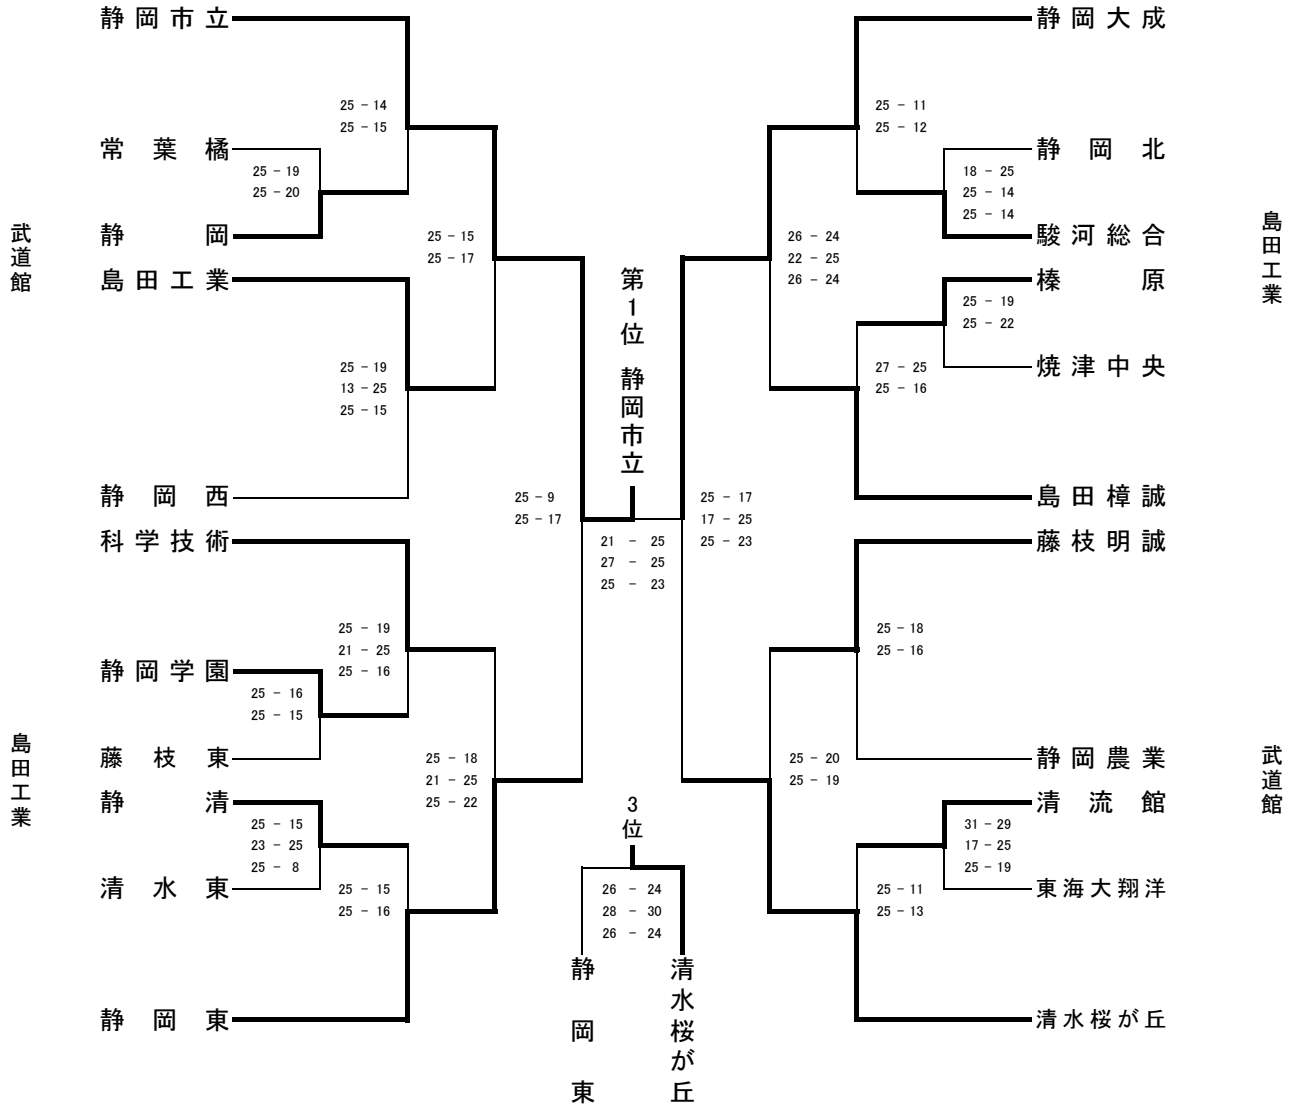 静岡市立
25 - 14
25 - 15
常葉橘
25 - 19
25 - 20
静岡
武道館
25 - 15
25 - 17
島田工業
25 - 19
13 - 25
25 - 15
静岡西
25 - 9
25 - 17
科学技術
25 - 19
21 - 25
25 - 16
静岡学園
25 - 16
25 - 15
藤枝東
島田工業
25 - 18
21 - 25
25 - 22
静清
25 - 15
23 - 25
25 - 8
清水東
25 - 15
25 - 16
静岡東
第1位 静岡市立
21 - 25
27 - 25
25 - 23
3位
26 - 24
28 - 30
26 - 24
静岡東
清水桜が丘
静岡大成
25 - 11
25 - 12
静岡北
18 - 25
25 - 14
25 - 14
駿河総合
島田工業
26 - 24
22 - 25
26 - 24
榛原
25 - 19
25 - 22
焼津中央
27 - 25
25 - 16
島田樟誠
25 - 17
17 - 25
25 - 23
藤枝明誠
25 - 18
25 - 16
静岡農業
武道館
25 - 20
25 - 19
清流館
31 - 29
17 - 25
25 - 19
東海大翔洋
25 - 11
25 - 13
清水桜が丘